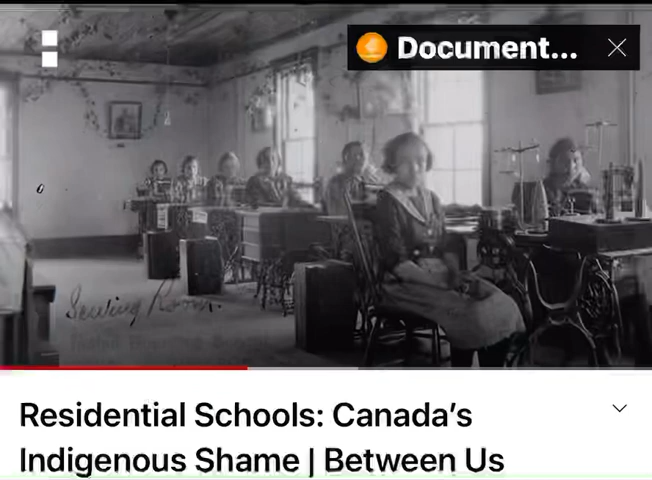 Document...
Sewing Room.
Residential Schools: Canada's
Indigenous Shame | Between Us